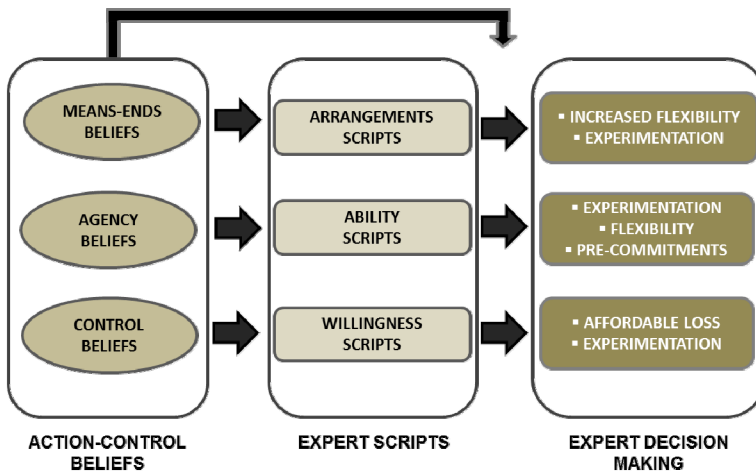 MEANS-ENDS
BELIEFS
ARRANGEMENTS
SCRIPTS
▪ INCREASED FLEXIBILITY
▪ EXPERIMENTATION
AGENCY
BELIEFS
ABILITY
SCRIPTS
▪ EXPERIMENTATION
▪ FLEXIBILITY
▪ PRE-COMMITMENTS
CONTROL
BELIEFS
WILLINGNESS
SCRIPTS
▪ AFFORDABLE LOSS
▪ EXPERIMENTATION
ACTION-CONTROL
BELIEFS
EXPERT SCRIPTS
EXPERT DECISION
MAKING